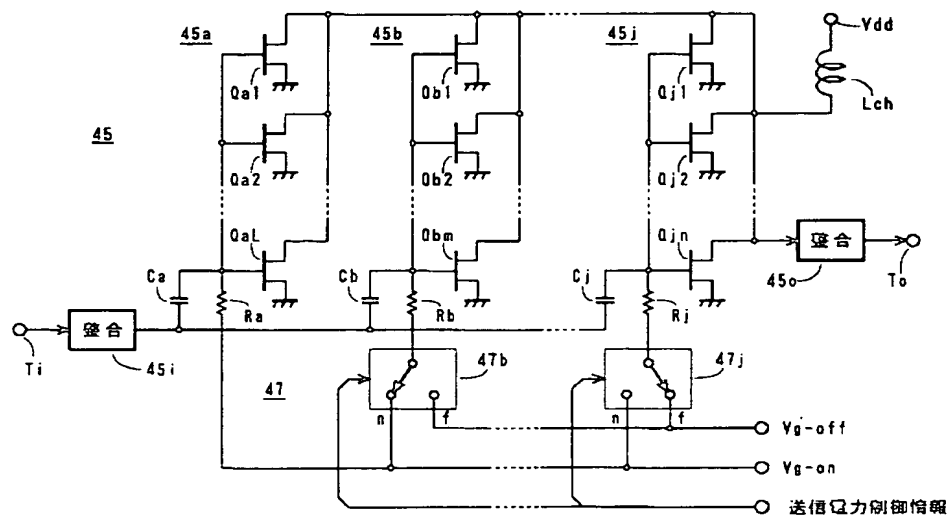 45a
45b
45j
Vdd
Qa1
Qb1
Qj1
Lch
45
Qa2
Qb2
Qj2
QaL
Qbm
Qjn
整合
To
45o
Ca
Cb
Cj
Ra
Rb
Rj
Ti
整合
45i
47
47b
47j
n
f
n
f
Vg-off
Vg-on
送信電力制御情報